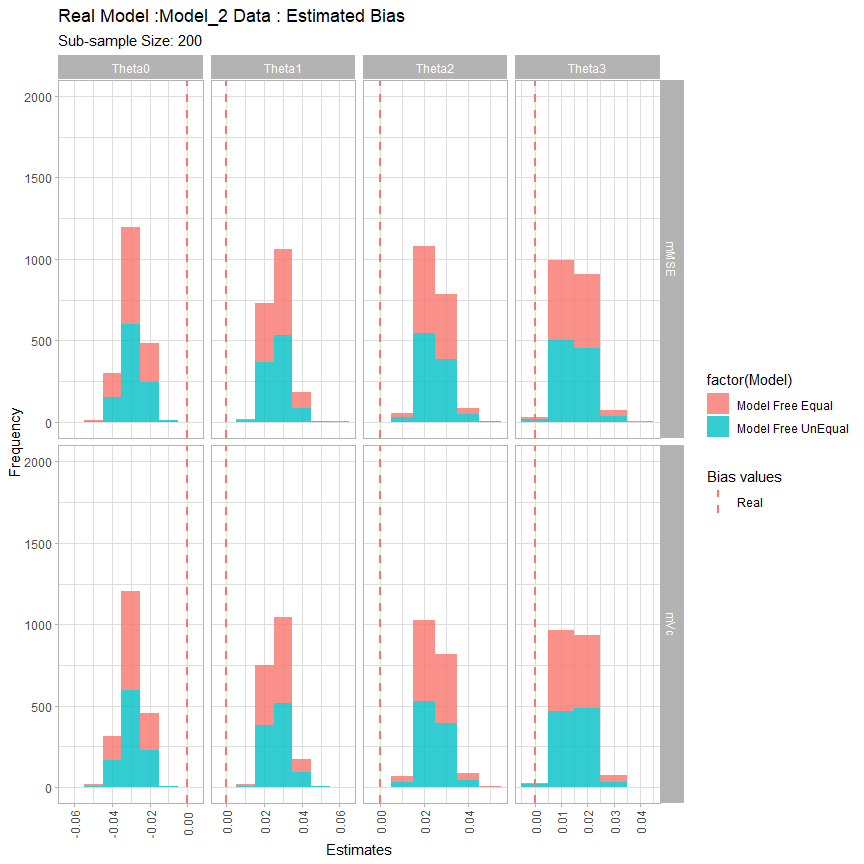 Real Model :Model_2 Data : Estimated Bias
Sub-sample Size: 200
Theta0 Theta1 Theta2 Theta3
2000
1500
1000
500
0
mMSE
2000
1500
1000
500
0
mVc
Frequency
-0.06 -0.04 -0.02 0.00 0.00 0.02 0.04 0.06 0.00 0.02 0.04 0.00 0.01 0.02 0.03 0.04
Estimates
factor(Model)
Model Free Equal
Model Free UnEqual
Bias values
Real